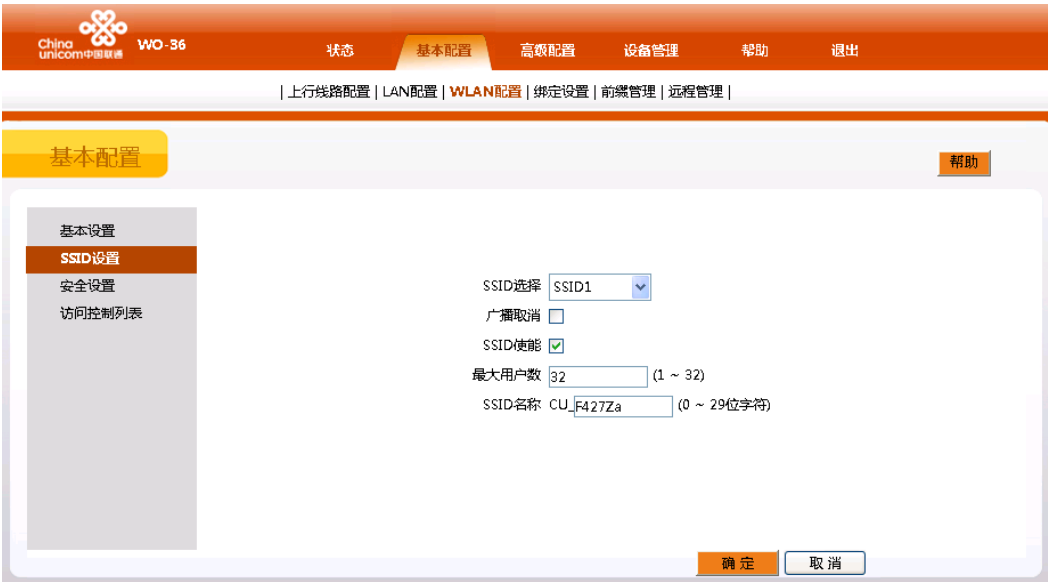 China unicom中国联通
WO-36
状态 基本配置 高级配置 设备管理 帮助 退出
| 上行线路配置 | LAN配置 | WLAN配置 | 绑定设置 | 前缀管理 | 远程管理 |
基本配置
帮助
基本设置
SSID设置
安全设置
访问控制列表
SSID选择 SSID1
广播取消
SSID使能
最大用户数 32 (1 ~ 32)
SSID名称 CU_F427Za (0 ~ 29位字符)
确定 取消